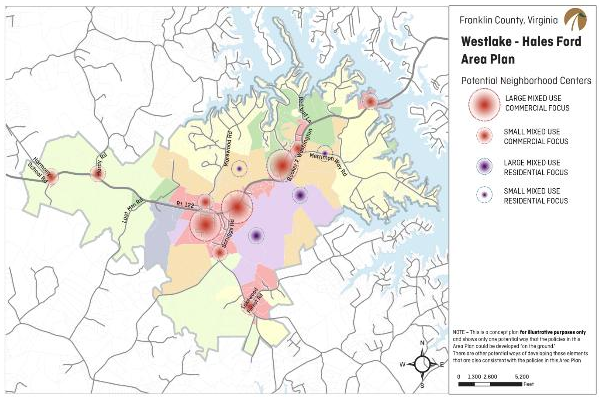 Franklin County, Virginia
Westlake - Hales Ford
Area Plan
Potential Neighborhood Centers
LARGE MIXED USE
COMMERCIAL FOCUS
SMALL MIXED USE
COMMERCIAL FOCUS
LARGE MIXED USE
RESIDENTIAL FOCUS
SMALL MIXED USE
RESIDENTIAL FOCUS
Rt. 122
Scruggs Rd
NOTE – This is a concept plan for illustrative purposes only
and shows only one potential way that the policies in this
Area Plan could be developed 'on the ground.'
There are other potential ways of developing these elements
that are also consistent with the policies in this Area Plan.
N
W
E
S
0 1,300 2,600 5,200
Feet